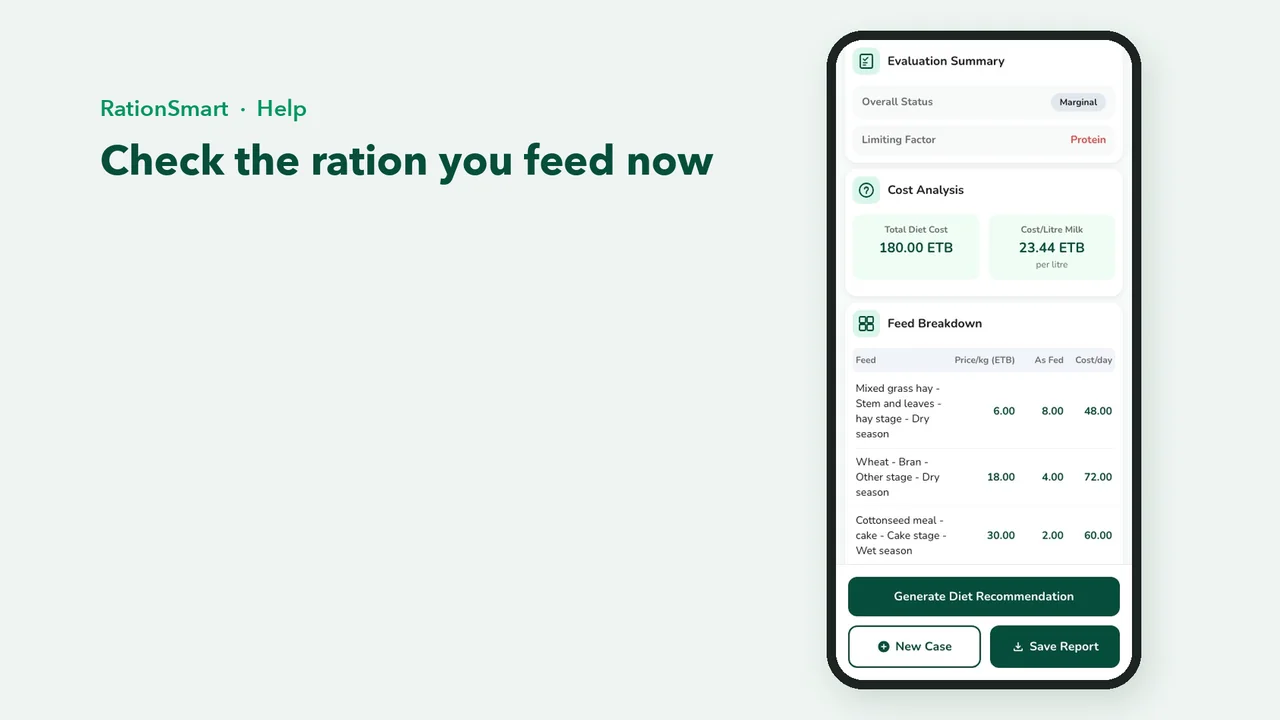 RationSmart · Help
Check the ration you feed now
Evaluation Summary
Overall Status Marginal
Limiting Factor Protein
Cost Analysis
Total Diet Cost
180.00 ETB
Cost/Litre Milk
23.44 ETB
per litre
Feed Breakdown
Feed Price/kg (ETB) As Fed Cost/day
Mixed grass hay -
Stem and leaves -
hay stage - Dry
season
6.00 8.00 48.00
Wheat - Bran -
Other stage - Dry
season
18.00 4.00 72.00
Cottonseed meal -
cake - Cake stage -
Wet season
30.00 2.00 60.00
Generate Diet Recommendation
New Case
Save Report